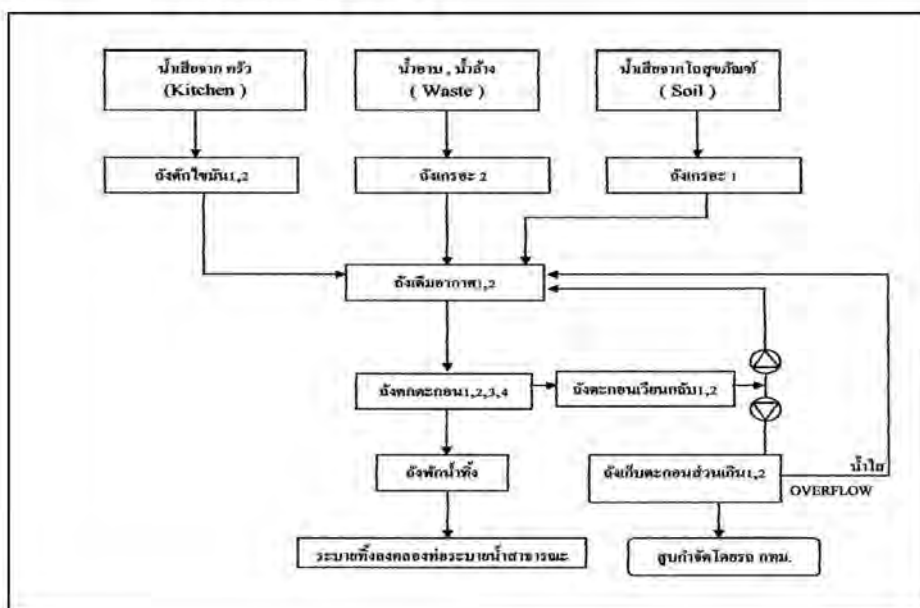 น้ำเสียจาก ครัว
(Kitchen)
น้ำอาบ , น้ำล้าง
( Waste )
น้ำเสียจากโถสุขภัณฑ์
( Soil )
ถังดักไขมัน1,2
ถังเกรอะ 2
ถังเกรอะ 1
ถังเติมอากาศ1,2
ถังตกตะกอน1,2,3,4
ถังตะกอนเวียนกลับ1,2
ถังพักน้ำทิ้ง
ถังเก็บตะกอนส่วนเกิน1,2
น้ำใส
OVERFLOW
ระบายทิ้งลงคลองท่อระบายน้ำสาธารณะ
สูบกำจัดโดยรถ กทม.